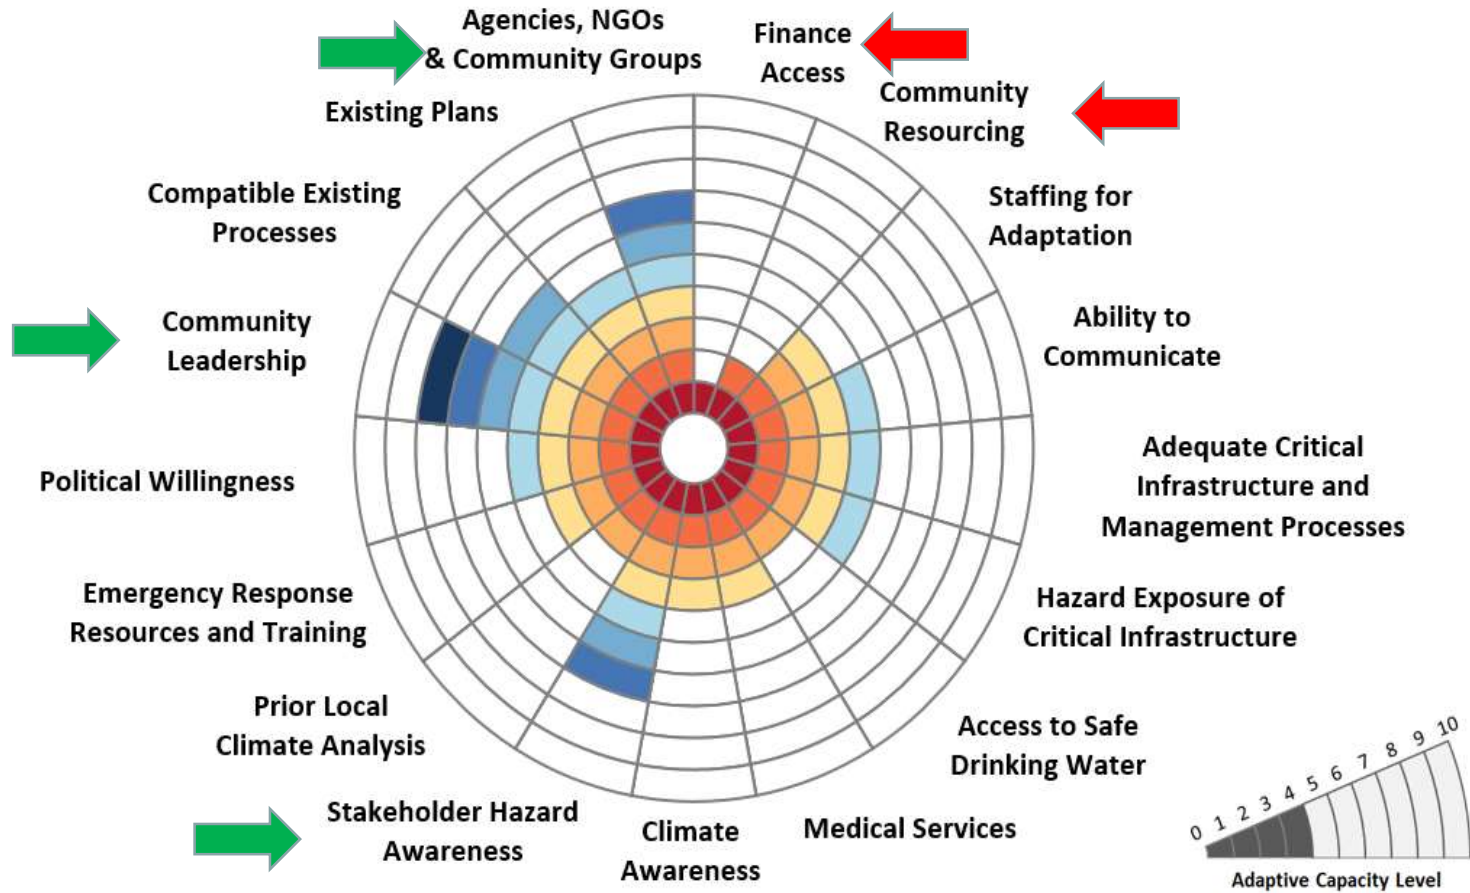 Agencies, NGOs
& Community Groups
Finance
Access
Community
Resourcing
Staffing for
Adaptation
Ability to
Communicate
Adequate Critical
Infrastructure and
Management Processes
Hazard Exposure of
Critical Infrastructure
Access to Safe
Drinking Water
Medical Services
Climate
Awareness
Stakeholder Hazard
Awareness
Prior Local
Climate Analysis
Emergency Response
Resources and Training
Political Willingness
Community
Leadership
Compatible Existing
Processes
Existing Plans
0 1 2 3 4 5 6 7 8 9 10
Adaptive Capacity Level